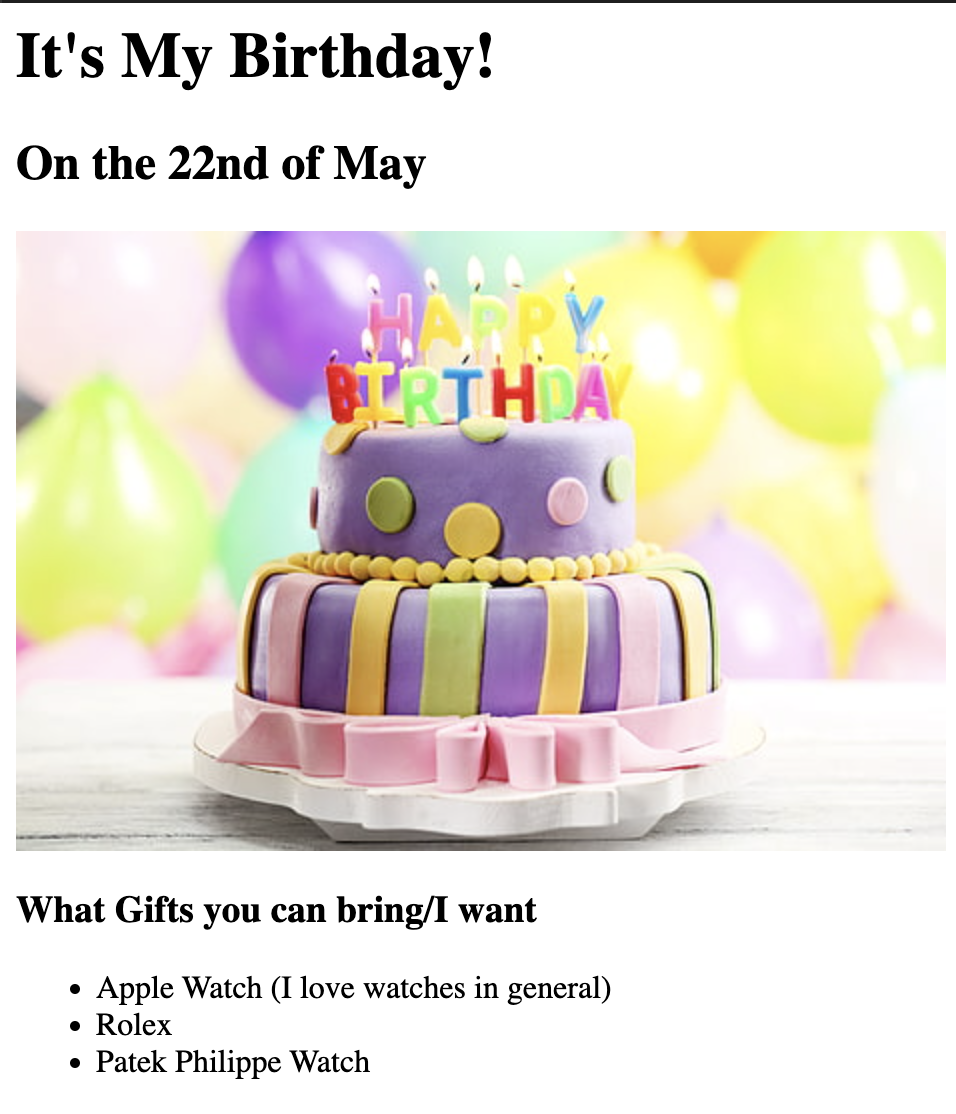 It's My Birthday!
On the 22nd of May
HAPPY
BIRTHDAY
What Gifts you can bring/I want
Apple Watch (I love watches in general)
Rolex
Patek Philippe Watch